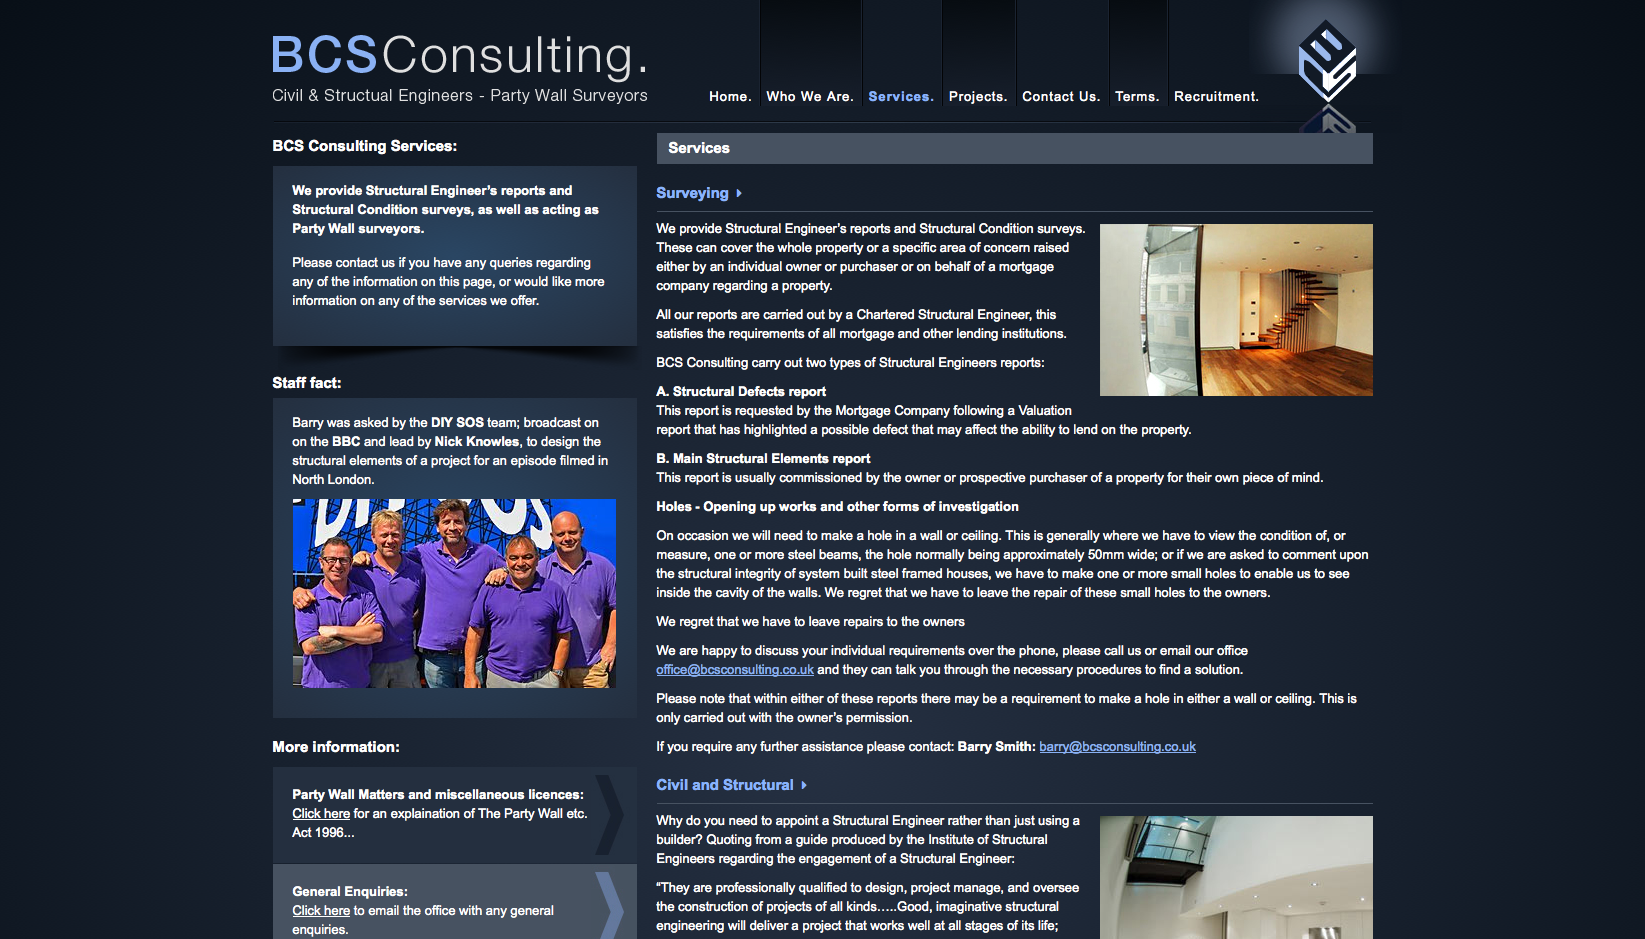 BCSConsulting.
Civil & Structual Engineers - Party Wall Surveyors
Home. Who We Are. Services. Projects. Contact Us. Terms. Recruitment.
BCS Consulting Services:
We provide Structural Engineer’s reports and
Structural Condition surveys, as well as acting as
Party Wall surveyors.
Please contact us if you have any queries regarding
any of the information on this page, or would like more
information on any of the services we offer.
Staff fact:
Barry was asked by the DIY SOS team; broadcast on
on the BBC and lead by Nick Knowles, to design the
structural elements of a project for an episode filmed in
North London.
DIY SOS
More information:
Party Wall Matters and miscellaneous licences:
Click here for an explaination of The Party Wall etc.
Act 1996...
General Enquiries:
Click here to email the office with any general
enquiries.
Services
Surveying
We provide Structural Engineer’s reports and Structural Condition surveys.
These can cover the whole property or a specific area of concern raised
either by an individual owner or purchaser or on behalf of a mortgage
company regarding a property.
All our reports are carried out by a Chartered Structural Engineer, this
satisfies the requirements of all mortgage and other lending institutions.
BCS Consulting carry out two types of Structural Engineers reports:
A. Structural Defects report
This report is requested by the Mortgage Company following a Valuation
report that has highlighted a possible defect that may affect the ability to lend on the property.
B. Main Structural Elements report
This report is usually commissioned by the owner or prospective purchaser of a property for their own piece of mind.
Holes - Opening up works and other forms of investigation
On occasion we will need to make a hole in a wall or ceiling. This is generally where we have to view the condition of, or
measure, one or more steel beams, the hole normally being approximately 50mm wide; or if we are asked to comment upon
the structural integrity of system built steel framed houses, we have to make one or more small holes to enable us to see
inside the cavity of the walls. We regret that we have to leave the repair of these small holes to the owners.
We regret that we have to leave repairs to the owners
We are happy to discuss your individual requirements over the phone, please call us or email our office
office@bcsconsulting.co.uk and they can talk you through the necessary procedures to find a solution.
Please note that within either of these reports there may be a requirement to make a hole in either a wall or ceiling. This is
only carried out with the owner’s permission.
If you require any further assistance please contact: Barry Smith: barry@bcsconsulting.co.uk
Civil and Structural
Why do you need to appoint a Structural Engineer rather than just using a
builder? Quoting from a guide produced by the Institute of Structural
Engineers regarding the engagement of a Structural Engineer:
“They are professionally qualified to design, project manage, and oversee
the construction of projects of all kinds…..Good, imaginative structural
engineering will deliver a project that works well at all stages of its life;